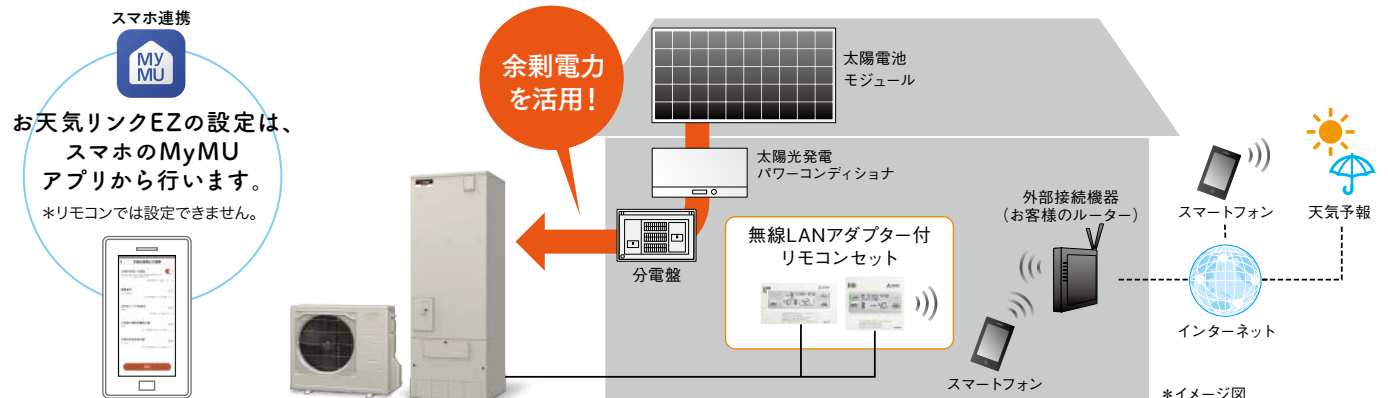 スマホ連携
My
MU
お天気リンクEZの設定は、
スマホのMyMU
アプリから行います。
*リモコンでは設定できません。
余剰電力
を活用!
太陽電池
モジュール
太陽光発電
パワーコンディショナ
分電盤
無線LANアダプター付
リモコンセット
外部接続機器
(お客様のルーター)
スマートフォン
スマートフォン
天気予報
インターネット
*イメージ図